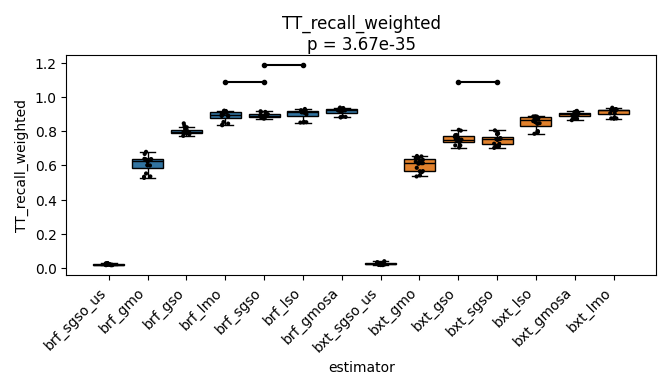 TT_recall_weighted
p = 3.67e-35
TT_recall_weighted
1.2
1.0
0.8
0.6
0.4
0.2
0.0
brf_sgso_us
brf_gmo
brf_gso
brf_lmo
brf_sgso
brf_lso
brf_gmosa
bxt_sgso_us
bxt_gmo
bxt_gso
bxt_sgso
bxt_lso
bxt_gmosa
bxt_lmo
estimator